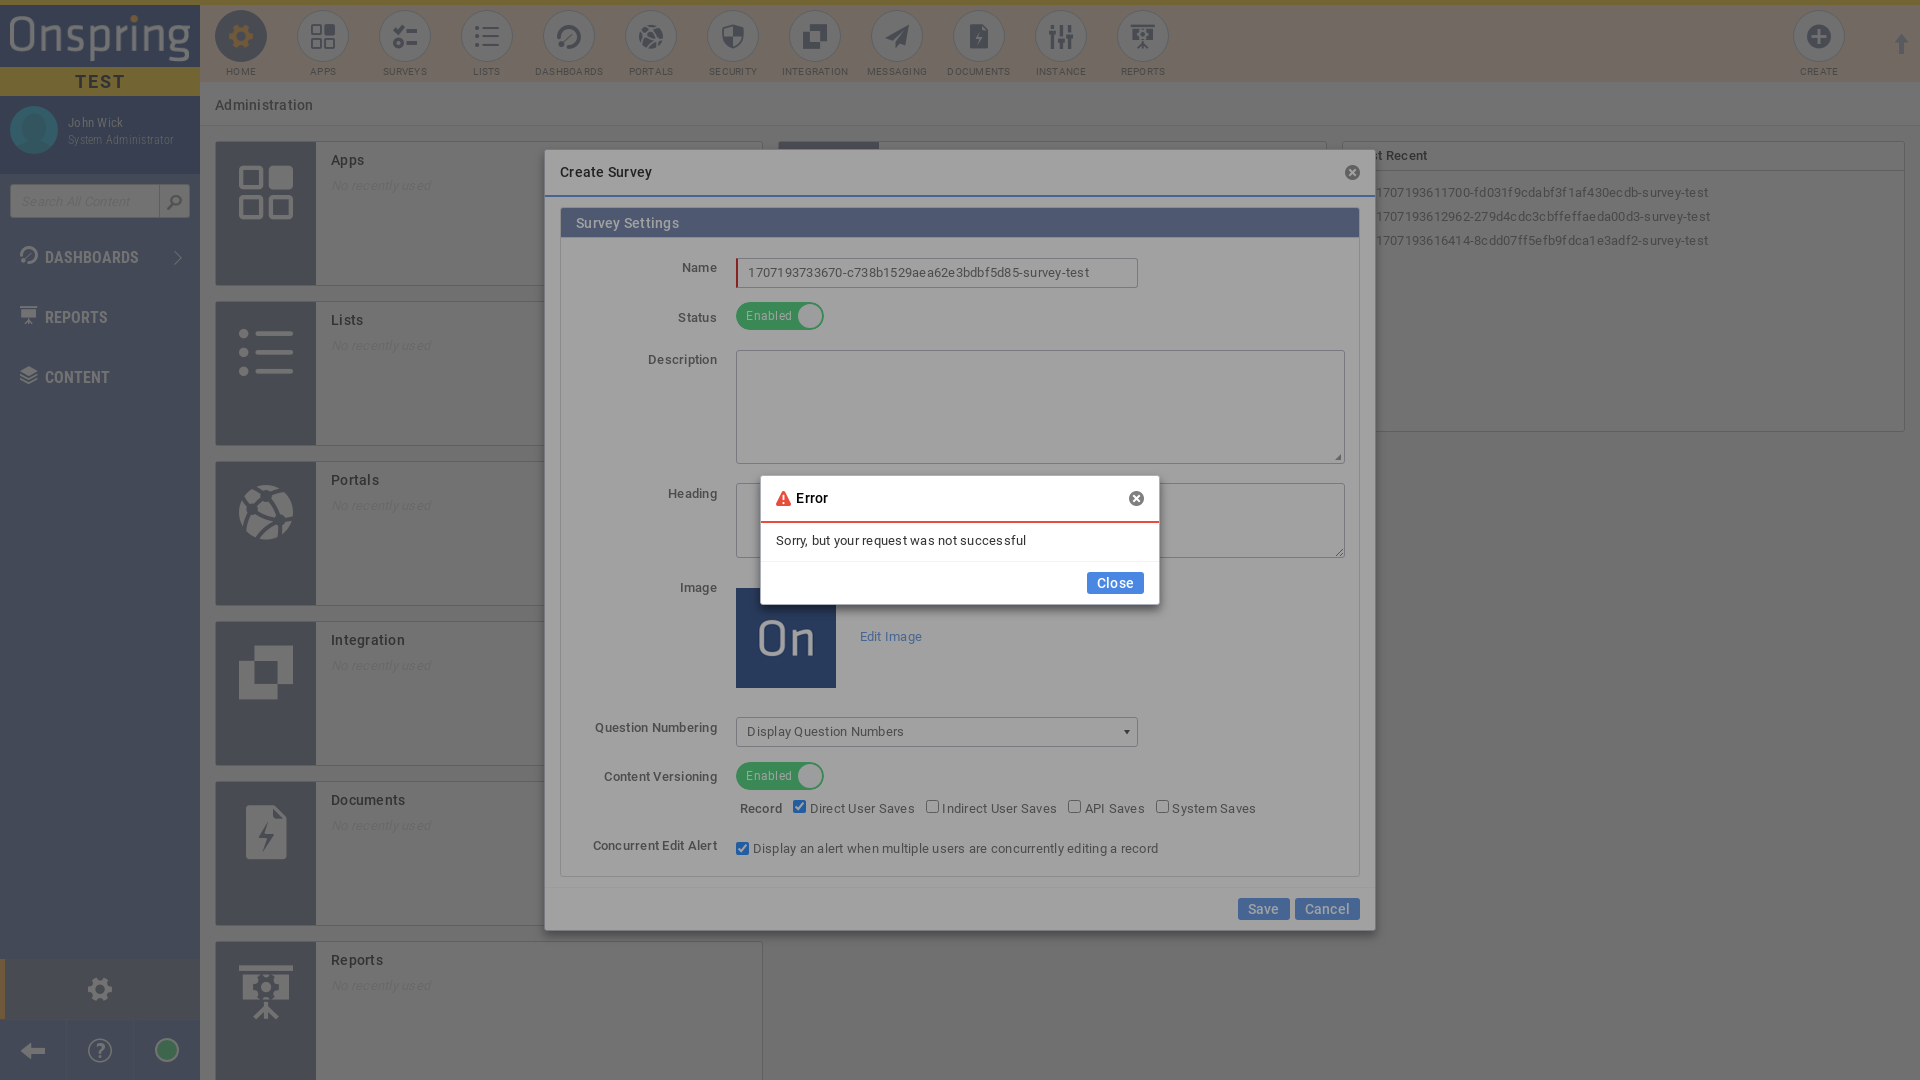 Onspring
TEST
John Wick
System Administrator
Search All Content
DASHBOARDS
REPORTS
CONTENT
HOME
APPS
SURVEYS
LISTS
DASHBOARDS
PORTALS
SECURITY
INTEGRATION
MESSAGING
DOCUMENTS
INSTANCE
REPORTS
CREATE
Administration
Apps
No recently used
Lists
No recently used
Portals
No recently used
Integration
No recently used
Documents
No recently used
Reports
No recently used
Recent
1707193611700-fd031f9cdabf3f1af430ecdb-survey-test
1707193612962-279d4cdc3cbffeffaeda00d3-survey-test
1707193616414-8cdd07ff5efb9fdca1e3adf2-survey-test
Create Survey
Survey Settings
Name
1707193733670-c738b1529aea62e3bdbf5d85-survey-test
Status
Enabled
Description
Heading
Image
On
Edit Image
Question Numbering
Display Question Numbers
Content Versioning
Enabled
Record Direct User Saves Indirect User Saves API Saves System Saves
Concurrent Edit Alert
Display an alert when multiple users are concurrently editing a record
Save Cancel
Error
Sorry, but your request was not successful
Close